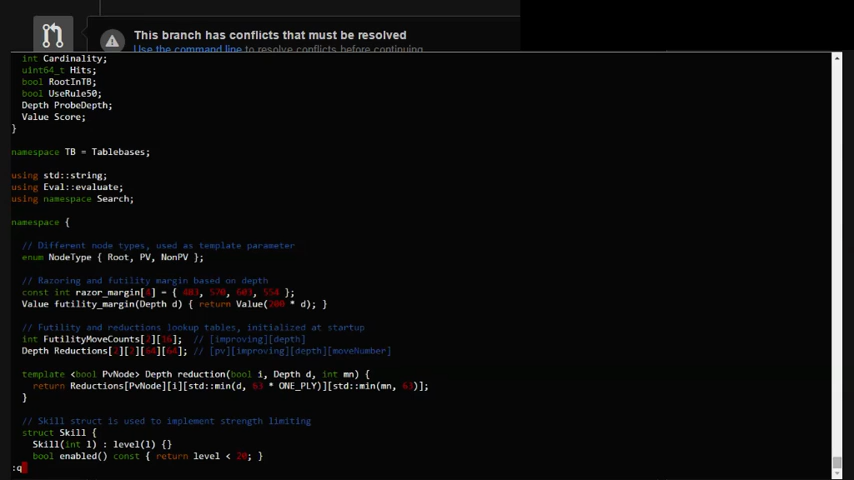 This branch has conflicts that must be resolved
Use the command line to resolve conflicts before continuing.
int Cardinality;
uint64_t Hits;
bool RootInTB;
bool UseRule50;
Depth ProbeDepth;
Value Score;
}
namespace TB = Tablebases;
using std::string;
using Eval::evaluate;
using namespace Search;
namespace {
// Different node types, used as template parameter
enum NodeType { Root, PV, NonPV };
// Razoring and futility margin based on depth
const int razor_margin[4] = { 483, 570, 603, 554 };
Value futility_margin(Depth d) { return Value(200 * d); }
// Futility and reductions lookup tables, initialized at startup
int FutilityMoveCounts[2][16]; // [improving][depth]
Depth Reductions[2][2][64][64]; // [pv][improving][depth][moveNumber]
template <bool PvNode> Depth reduction(bool i, Depth d, int mn) {
return Reductions[PvNode][i][std::min(d, 63 * ONE_PLY)][std::min(mn, 63)];
}
// Skill struct is used to implement strength limiting
struct Skill {
Skill(int l) : level(l) {}
bool enabled() const { return level < 20; }
:q